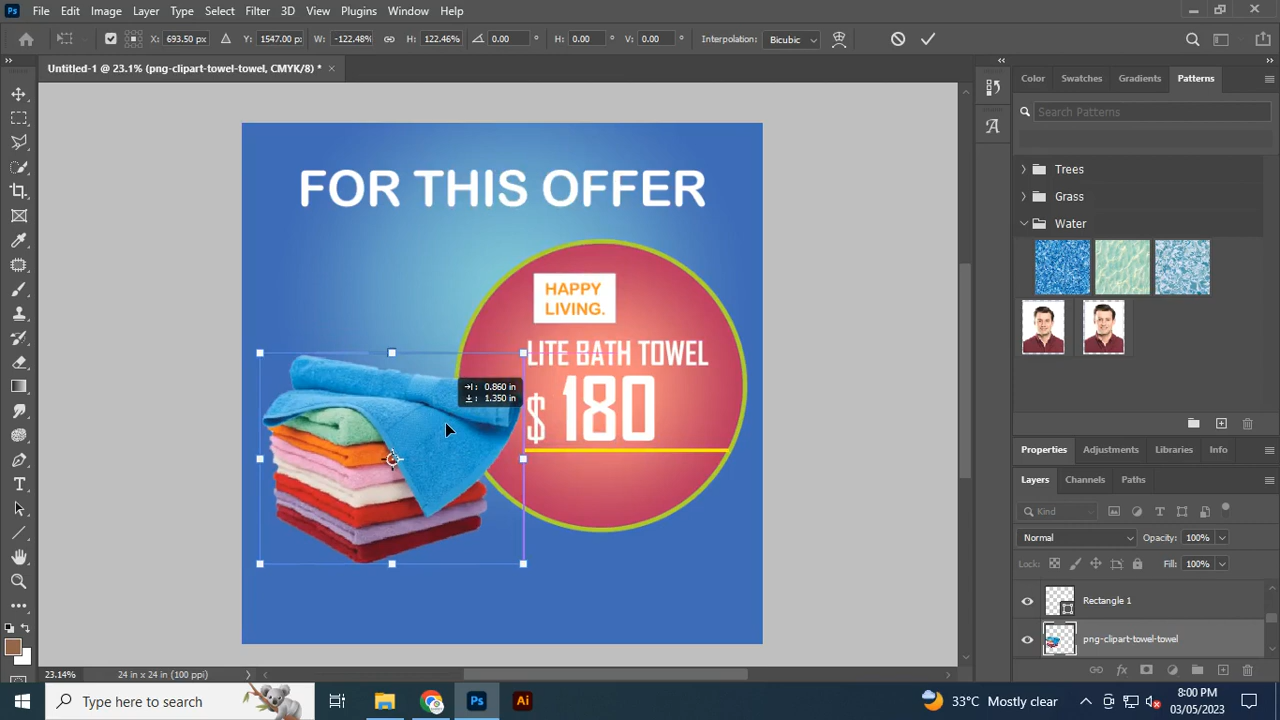 Ps File Edit Image Layer Type Select Filter 3D View Plugins Window Help
X: 693.50 px Y: 1547.00 p: W: -122.48% H: 122.46% 0.00 ° H: 0.00 ° V: 0.00 ° Interpolation: Bicubic
Untitled-1 @ 23.1% (png-clipart-towel-towel, CMYK/8) * ×
Color Swatches Gradients Patterns
Search Patterns
Trees
Grass
Water
FOR THIS OFFER
HAPPY
LIVING.
LITE BATH TOWEL
$ 180
0.860 in
1.350 in
Properties Adjustments Libraries Info
Layers Channels Paths
Kind
Normal Opacity: 100%
Lock: Fill: 100%
Rectangle 1
png-clipart-towel-towel
23.14% 24 in x 24 in (100 ppi)
Type here to search Ps Ai 33°C Mostly clear 8:00 PM
03/05/2023